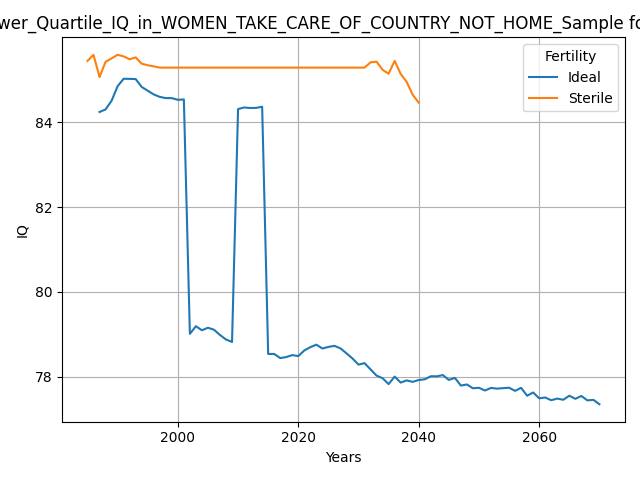 wer_Quartile_IQ_in_WOMEN_TAKE_CARE_OF_COUNTRY_NOT_HOME_Sample fo
Fertility
Ideal
Sterile
84
82
80
78
IQ
2000 2020 2040 2060
Years